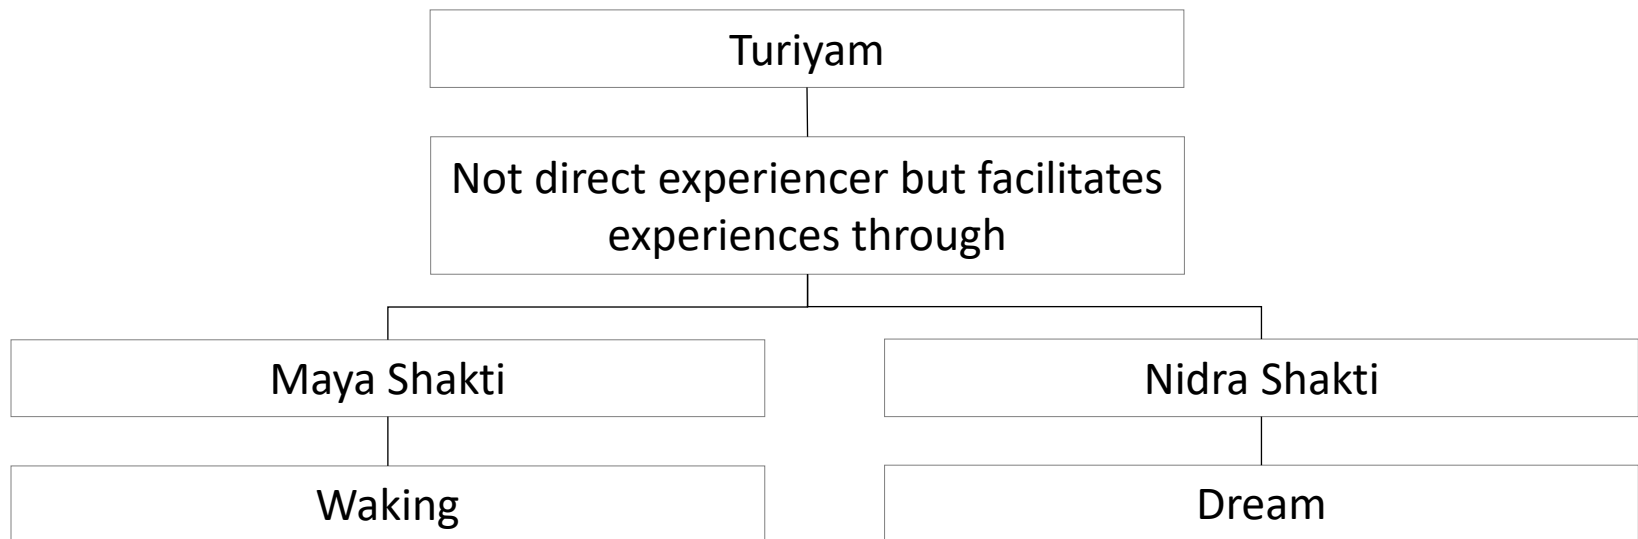 Turiyam
Not direct experiencer but facilitates
experiences through
Maya Shakti
Nidra Shakti
Waking
Dream